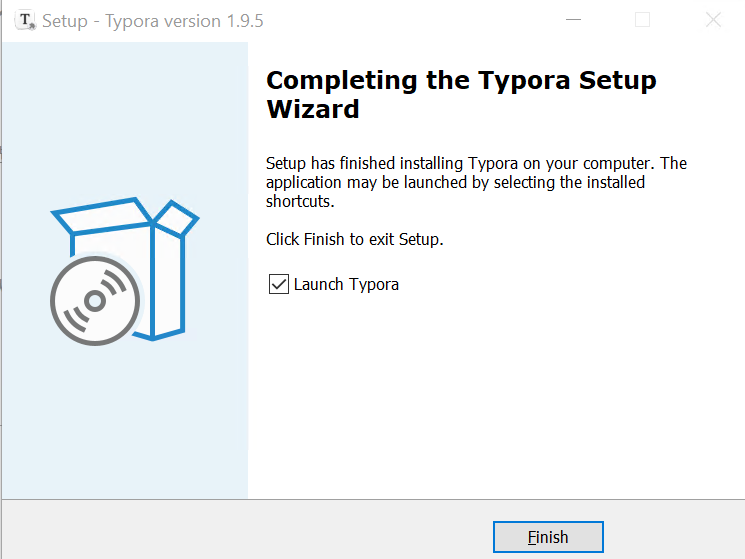 Setup - Typora version 1.9.5
Completing the Typora Setup
Wizard
Setup has finished installing Typora on your computer. The
application may be launched by selecting the installed
shortcuts.
Click Finish to exit Setup.
Launch Typora
Finish